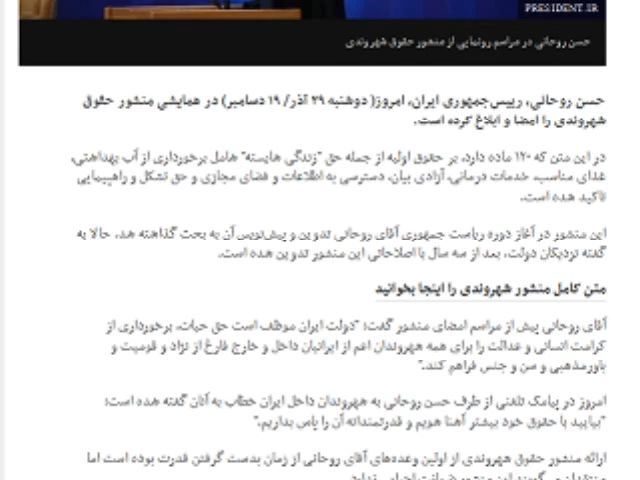 PRESIDENT.IR
حسن روحانی در مراسم رونمایی از منشور حقوق شهروندی
حسن روحانی، رییس‌جمهوری ایران، امروز( دوشنبه ۲۹ آذر/ ۱۹ دسامبر) در همایشی منشور حقوق
شهروندی را امضا و ابلاغ کرده است.
در این متن که ۱۲۰ ماده دارد، بر حقوق اولیه از جمله حق "زندگی شایسته" شامل برخورداری از آب بهداشتی،
غذای مناسب، خدمات درمانی، آزادی بیان، دسترسی به اطلاعات و فضای مجازی و حق تشکل و راهپیمایی
تاکید شده است.
این منشور در آغاز دوره ریاست جمهوری آقای روحانی تدوین و پیش‌نویس آن به بحث گذاشته شد، حالا به
گفته نزدیکان دولت، بعد از سه سال با اصلاحاتی این منشور تدوین شده است.
متن کامل منشور شهروندی را اینجا بخوانید
آقای روحانی پیش از مراسم امضای منشور گفت: "دولت ایران موظف است حق حیات، برخورداری از
کرامت انسانی و عدالت را برای همه شهروندان اعم از ایرانیان داخل و خارج فارغ از نژاد و قومیت و
باورمذهبی و سن و جنس فراهم کند."
امروز در پیامک تلفنی از طرف حسن روحانی به شهروندان داخل ایران خطاب به آنان گفته شده است:
"بیایید با حقوق خود بیشتر آشنا شویم و قدرتمندانه آن را پاس بداریم."
ارائه منشور حقوق شهروندی از اولین وعده‌های آقای روحانی از زمان بدست گرفتن قدرت بوده است اما